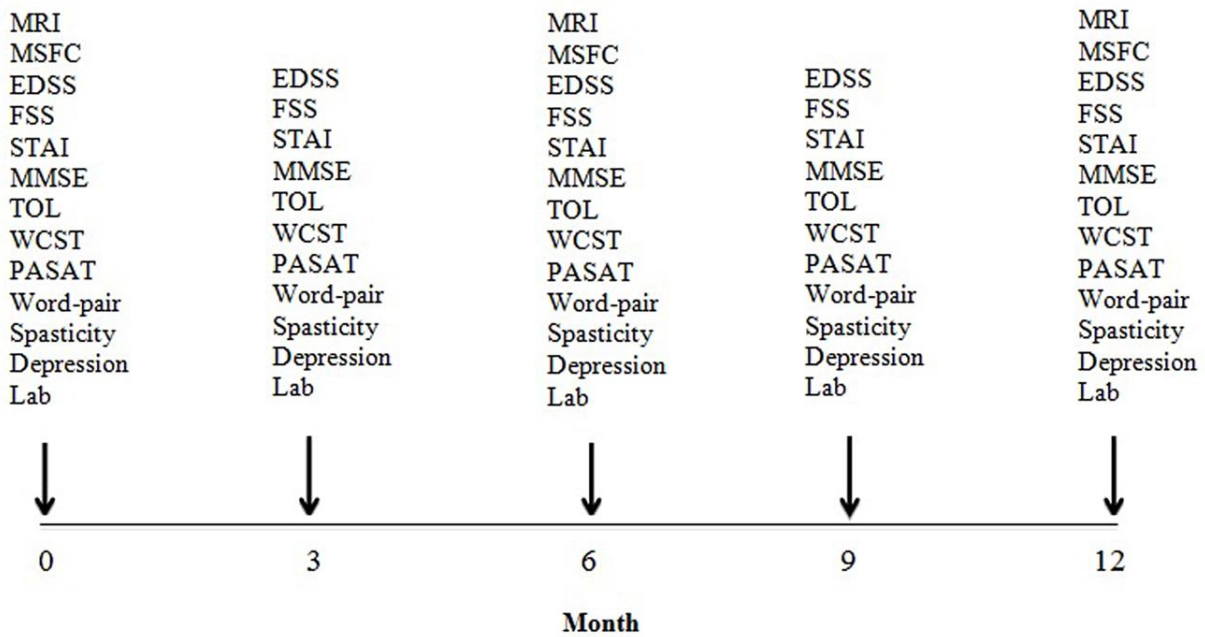 MRI
MSFC
EDSS
FSS
STAI
MMSE
TOL
WCST
PASAT
Word-pair
Spasticity
Depression
Lab
EDSS
FSS
STAI
MMSE
TOL
WCST
PASAT
Word-pair
Spasticity
Depression
Lab
MRI
MSFC
EDSS
FSS
STAI
MMSE
TOL
WCST
PASAT
Word-pair
Spasticity
Depression
Lab
EDSS
FSS
STAI
MMSE
TOL
WCST
PASAT
Word-pair
Spasticity
Depression
Lab
MRI
MSFC
EDSS
FSS
STAI
MMSE
TOL
WCST
PASAT
Word-pair
Spasticity
Depression
Lab
0 3 6 9 12
Month